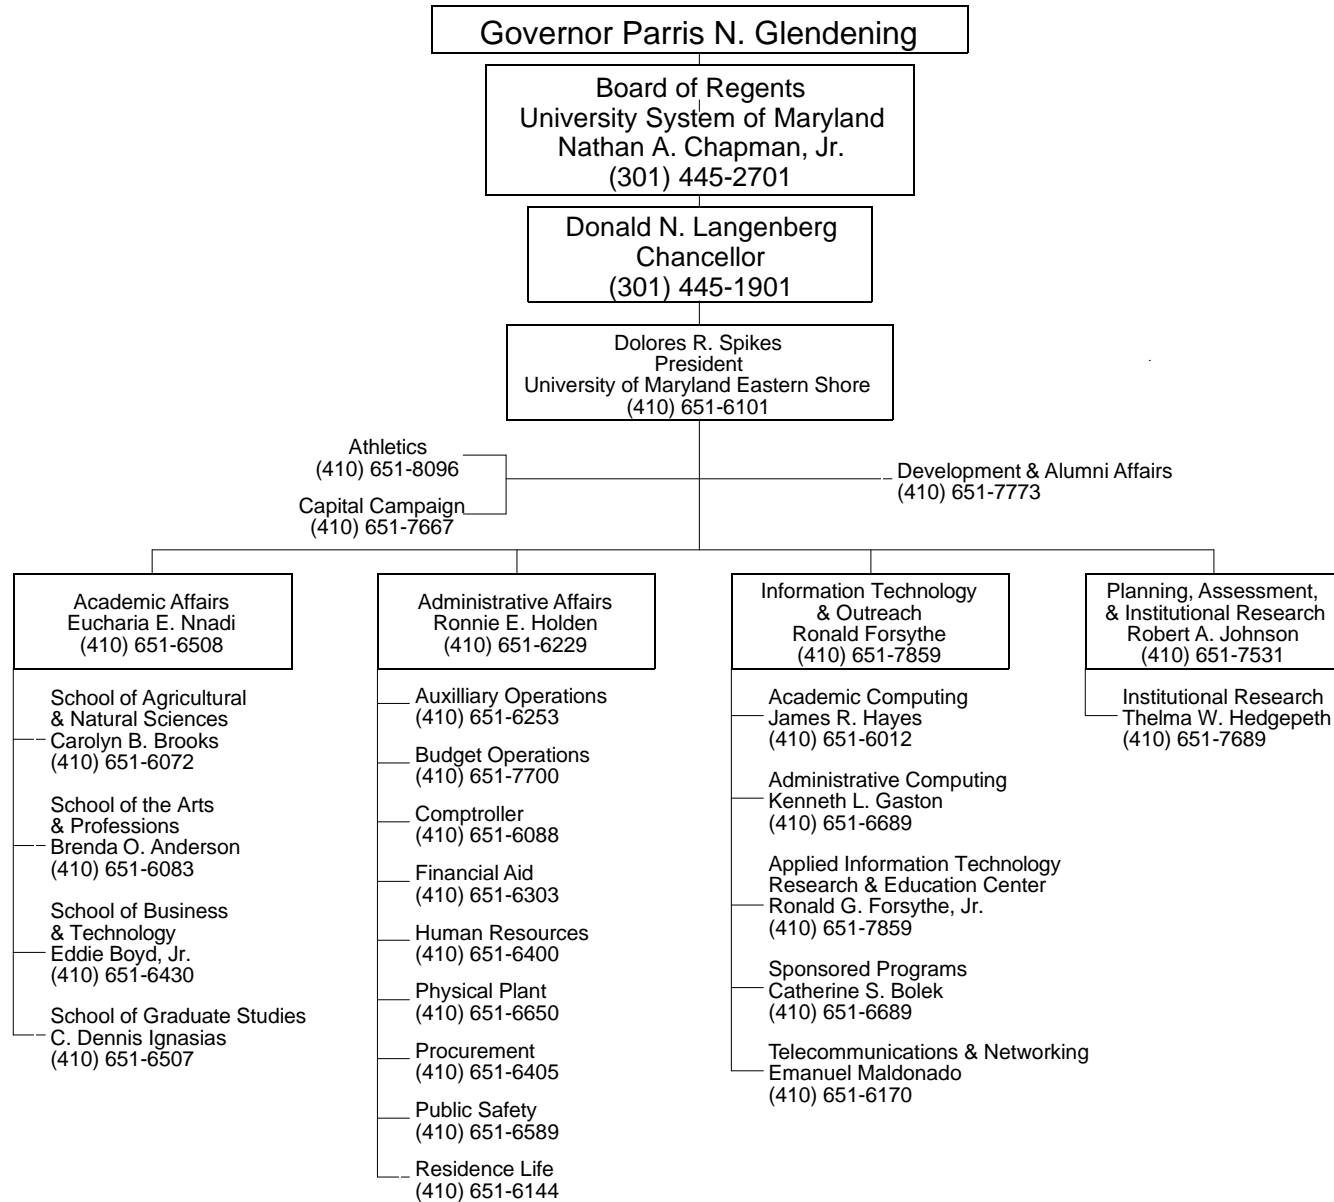 Governor Parris N. Glendening
Board of Regents
University System of Maryland
Nathan A. Chapman, Jr.
(301) 445-2701
Donald N. Langenberg
Chancellor
(301) 445-1901
Dolores R. Spikes
President
University of Maryland Eastern Shore
(410) 651-6101
Athletics
(410) 651-8096
Capital Campaign
(410) 651-7667
Development & Alumni Affairs
(410) 651-7773
Academic Affairs
Eucharia E. Nnadi
(410) 651-6508
School of Agricultural
& Natural Sciences
Carolyn B. Brooks
(410) 651-6072
School of the Arts
& Professions
Brenda O. Anderson
(410) 651-6083
School of Business
& Technology
Eddie Boyd, Jr.
(410) 651-6430
School of Graduate Studies
C. Dennis Ignasias
(410) 651-6507
Administrative Affairs
Ronnie E. Holden
(410) 651-6229
Auxilliary Operations
(410) 651-6253
Budget Operations
(410) 651-7700
Comptroller
(410) 651-6088
Financial Aid
(410) 651-6303
Human Resources
(410) 651-6400
Physical Plant
(410) 651-6650
Procurement
(410) 651-6405
Public Safety
(410) 651-6589
Residence Life
(410) 651-6144
Information Technology
& Outreach
Ronald Forsythe
(410) 651-7859
Academic Computing
James R. Hayes
(410) 651-6012
Administrative Computing
Kenneth L. Gaston
(410) 651-6689
Applied Information Technology
Research & Education Center
Ronald G. Forsythe, Jr.
(410) 651-7859
Sponsored Programs
Catherine S. Bolek
(410) 651-6689
Telecommunications & Networking
Emanuel Maldonado
(410) 651-6170
Planning, Assessment,
& Institutional Research
Robert A. Johnson
(410) 651-7531
Institutional Research
Thelma W. Hedgepeth
(410) 651-7689